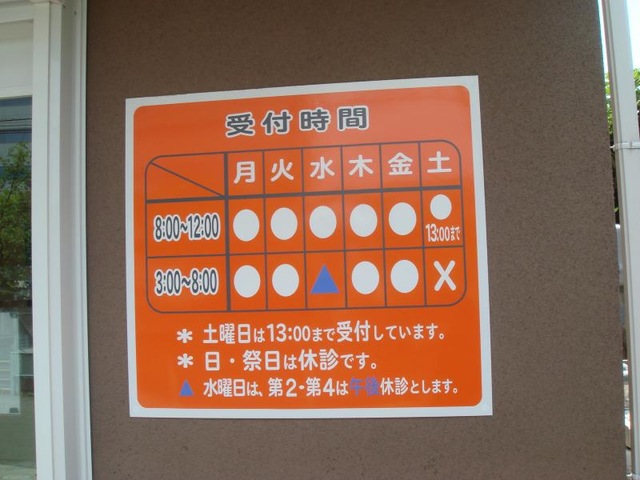 受付時間
月 火 水 木 金 土
8:00~12:00 ● ● ● ● ● ●
13:00まで
3:00~8:00 ● ● ▲ ● ● X
* 土曜日は13:00まで受付しています。
* 日・祭日は休診です。
▲ 水曜日は、第2・第4は午後休診とします。